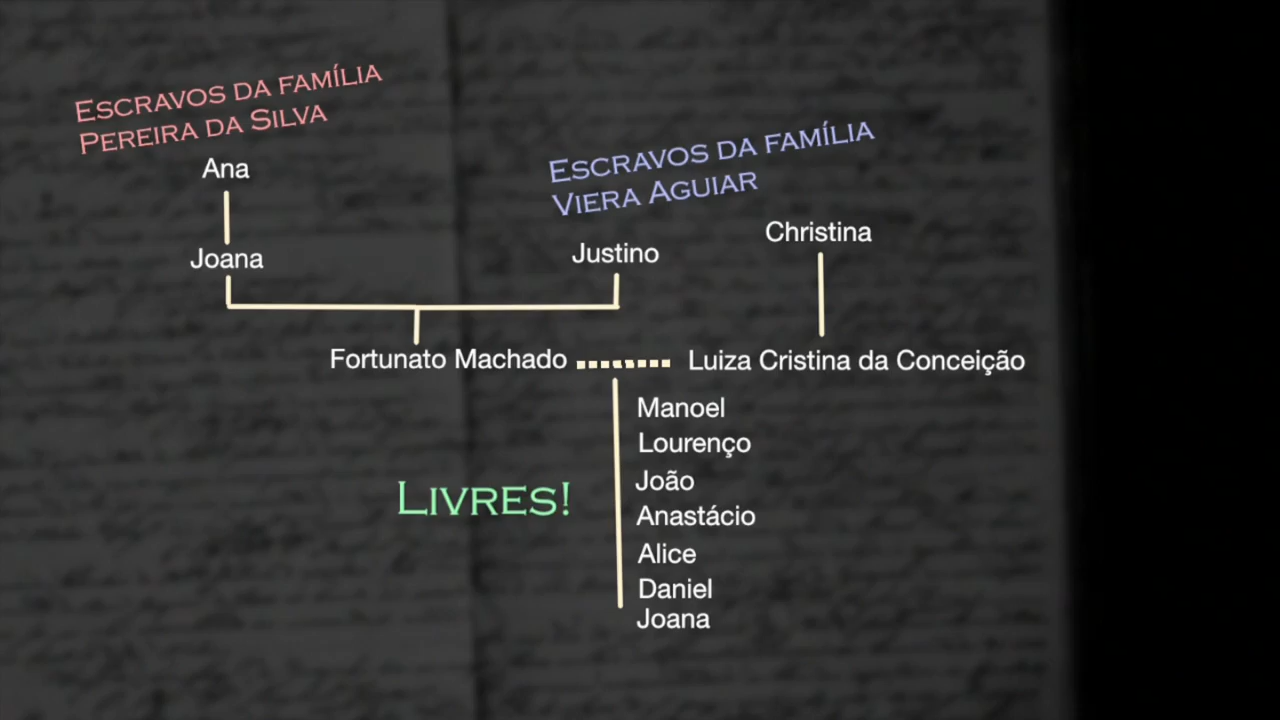 Escravos da família
Pereira da Silva
Ana
Joana
Escravos da família
Viera Aguiar
Justino
Christina
Fortunato Machado
Luiza Cristina da Conceição
Manoel
Lourenço
João
Anastácio
Alice
Daniel
Joana
Livres!